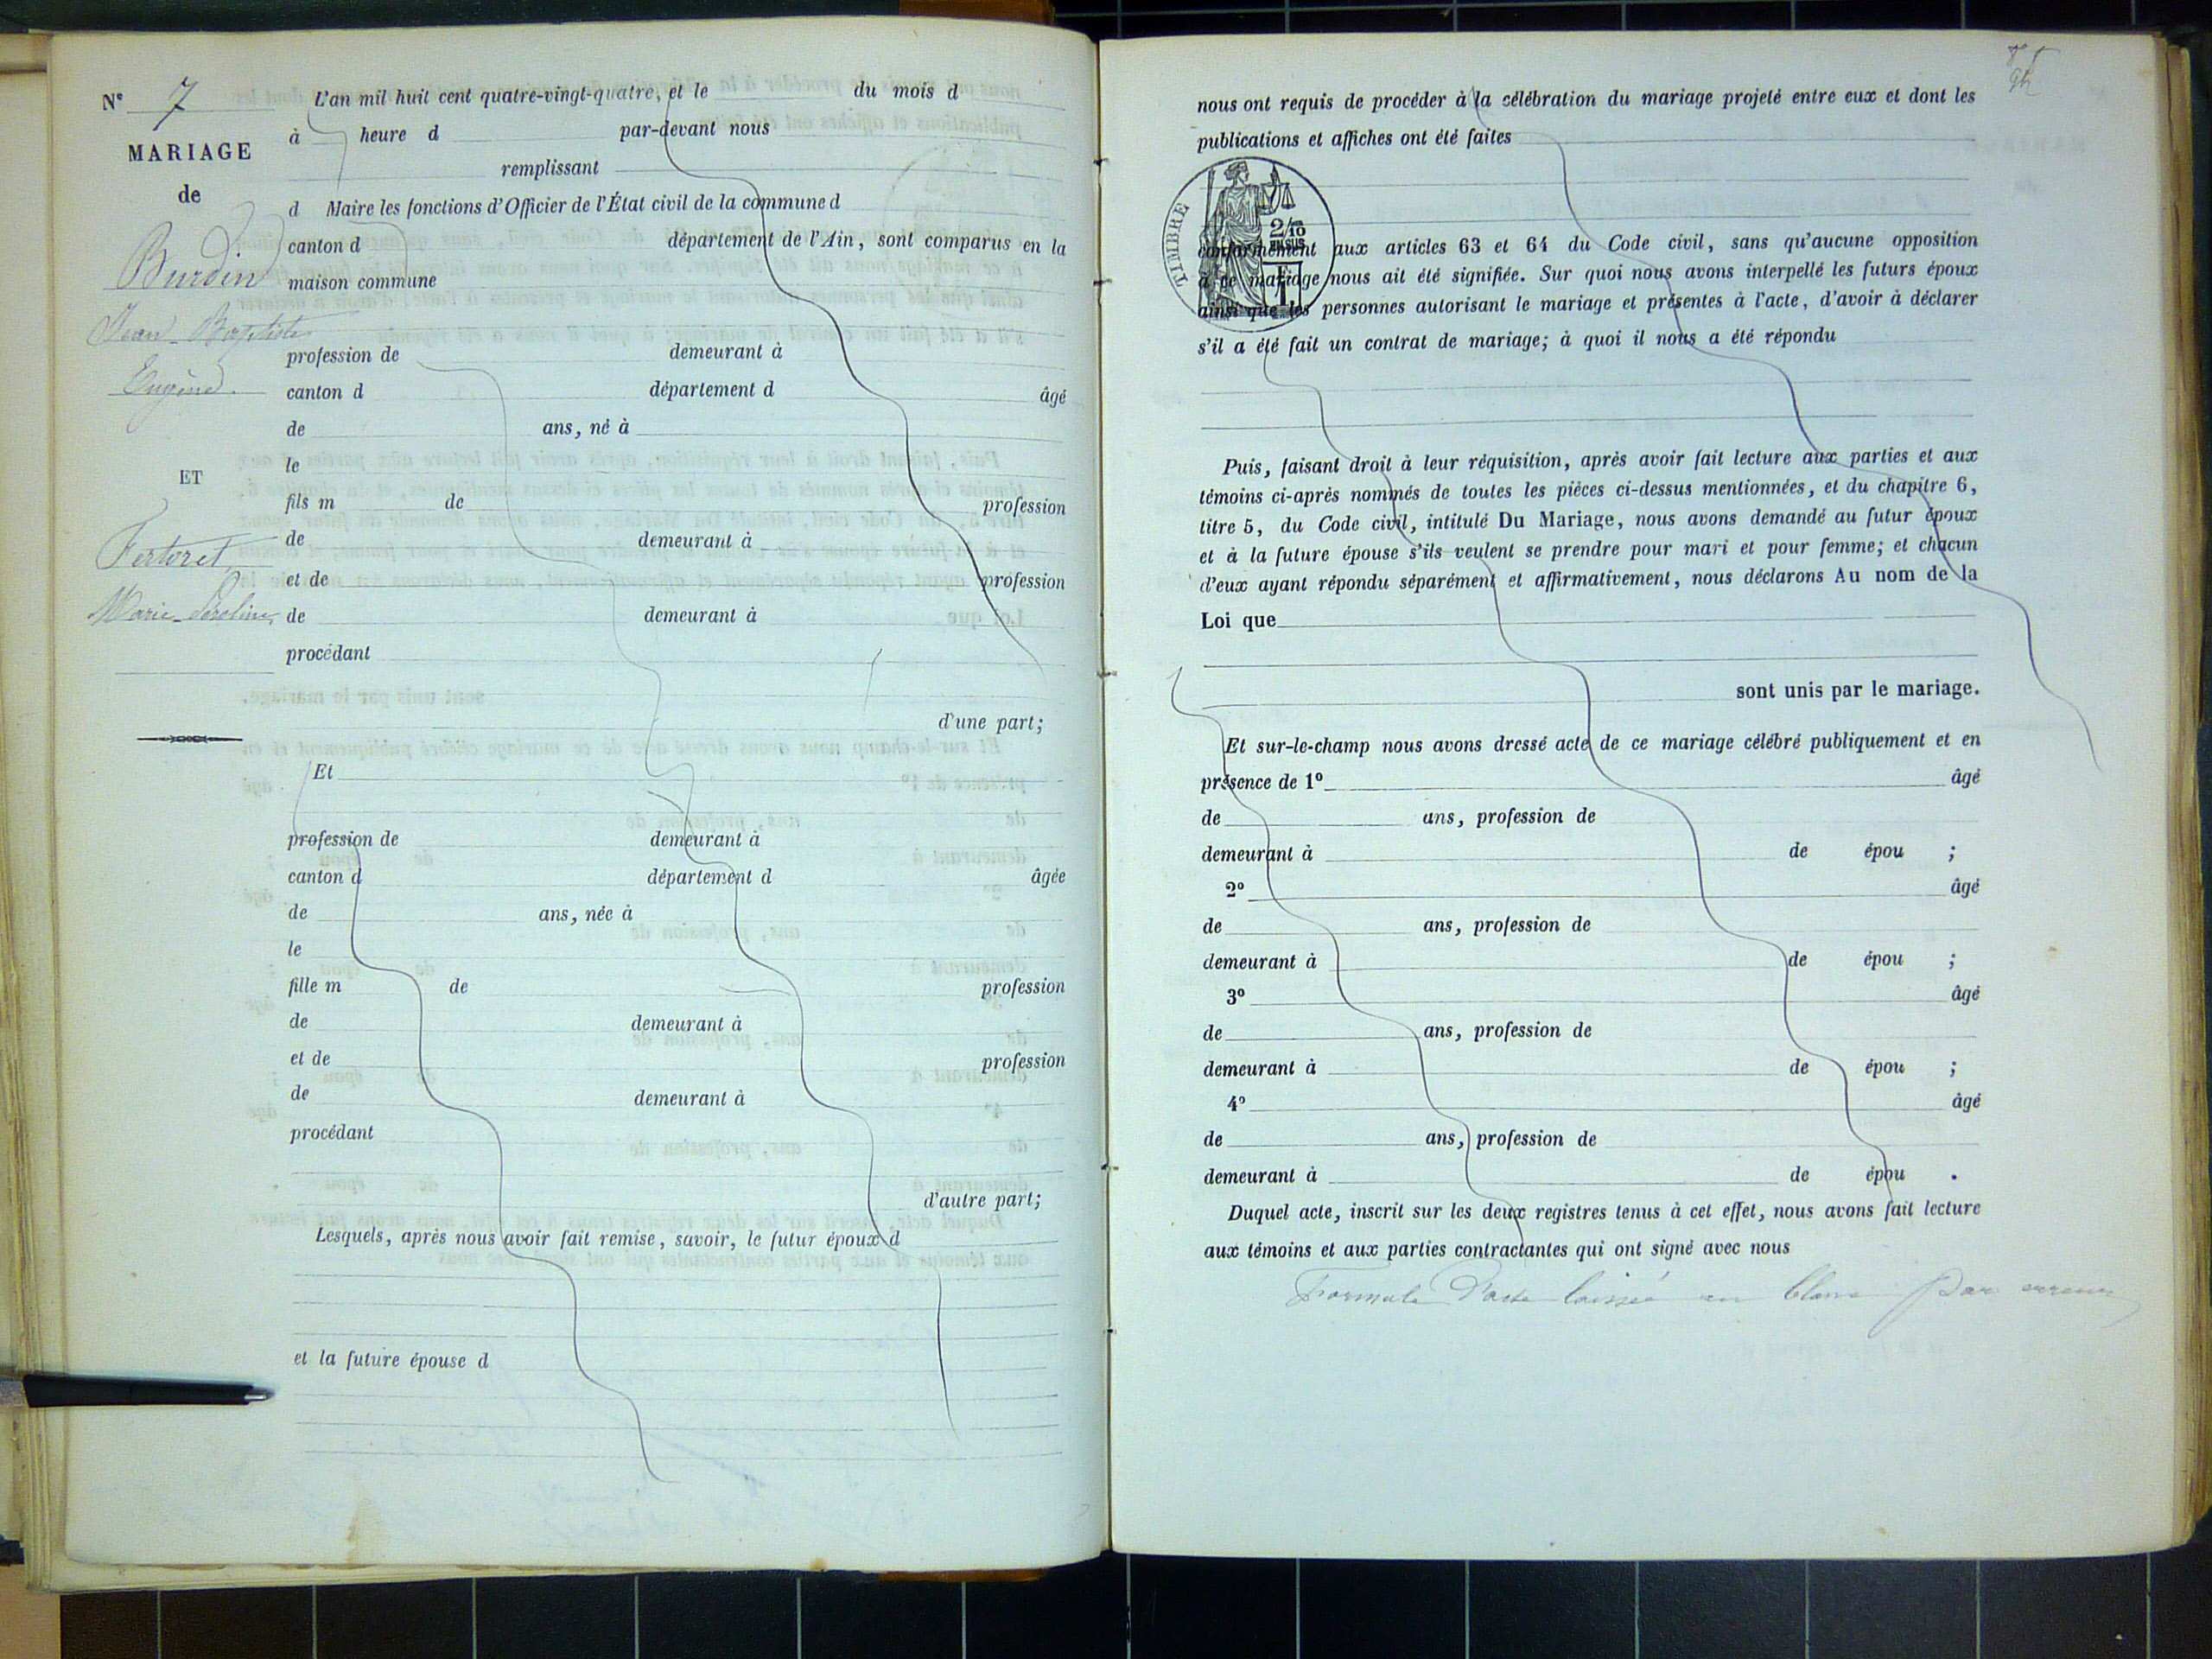 N° 7
MARIAGE
de
Burdin
Jean-Baptiste
Eugène.
ET
Fertoret
Marie-
L'an mil huit cent quatre-vingt-quatre, et le du mois d
à heure d par-devant nous
remplissant
d Maire les fonctions d'Officier de l'État civil de la commune d
canton d département de l'Ain, sont comparus en la
maison commune
profession de demeurant à
canton d département d âgé
de ans, né à
le
fils m de profession
de demeurant à
et de profession
de demeurant à
procédant
d'une part;
Et
profession de demeurant à
canton d département d âgée
de ans, née à
le
fille m de profession
de demeurant à
et de profession
de demeurant à
procédant
d'autre part;
Lesquels, après nous avoir fait remise, savoir, le futur époux d
et la future épouse d
nous ont requis de procéder à la célébration du mariage projeté entre eux et dont les
publications et affiches ont été faites
TIMBRE
2/10
EN SUS
1 F
conformément aux articles 63 et 64 du Code civil, sans qu'aucune opposition
à ce mariage nous ait été signifiée. Sur quoi nous avons interpellé les futurs époux
ainsi que les personnes autorisant le mariage et présentes à l'acte, d'avoir à déclarer
s'il a été fait un contrat de mariage; à quoi il nous a été répondu
Puis, faisant droit à leur réquisition, après avoir fait lecture aux parties et aux
témoins ci-après nommés de toutes les pièces ci-dessus mentionnées, et du chapitre 6,
titre 5, du Code civil, intitulé Du Mariage, nous avons demandé au futur époux
et à la future épouse s'ils veulent se prendre pour mari et pour femme; et chacun
d'eux ayant répondu séparément et affirmativement, nous déclarons Au nom de la
Loi que
sont unis par le mariage.
Et sur-le-champ nous avons dressé acte de ce mariage célébré publiquement et en
présence de 1° âgé
de ans, profession de
demeurant à de épou ;
2° âgé
de ans, profession de
demeurant à de épou ;
3° âgé
de ans, profession de
demeurant à de épou ;
4° âgé
de ans, profession de
demeurant à de épou .
Duquel acte, inscrit sur les deux registres tenus à cet effet, nous avons fait lecture
aux témoins et aux parties contractantes qui ont signé avec nous
Formule d'acte laissée en blanc par erreur